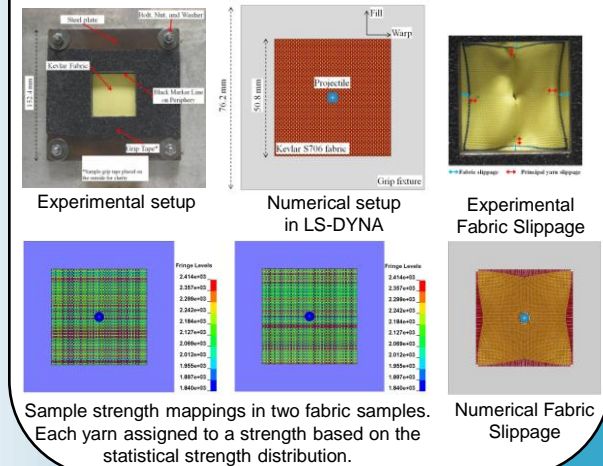 Steel plate
Bolt, Nut, and Washer
Kevlar Fabric
Black Marker Line
on Periphery
Grip Tape*
*Sample grip tape placed on
the outside for clarity
152.4 mm
Experimental setup
Fill
Warp
76.2 mm
50.8 mm
Projectile
Kevlar S706 fabric
Grip fixture
Numerical setup
in LS-DYNA
Fabric slippage
Principal yarn slippage
Experimental
Fabric Slippage
Fringe Levels
2.414e+03
2.357e+03
2.299e+03
2.242e+03
2.184e+03
2.127e+03
2.069e+03
2.012e+03
1.955e+03
1.897e+03
1.840e+03
Fringe Levels
2.414e+03
2.357e+03
2.299e+03
2.242e+03
2.184e+03
2.127e+03
2.069e+03
2.012e+03
1.955e+03
1.897e+03
1.840e+03
Sample strength mappings in two fabric samples.
Each yarn assigned to a strength based on the
statistical strength distribution.
Numerical Fabric
Slippage